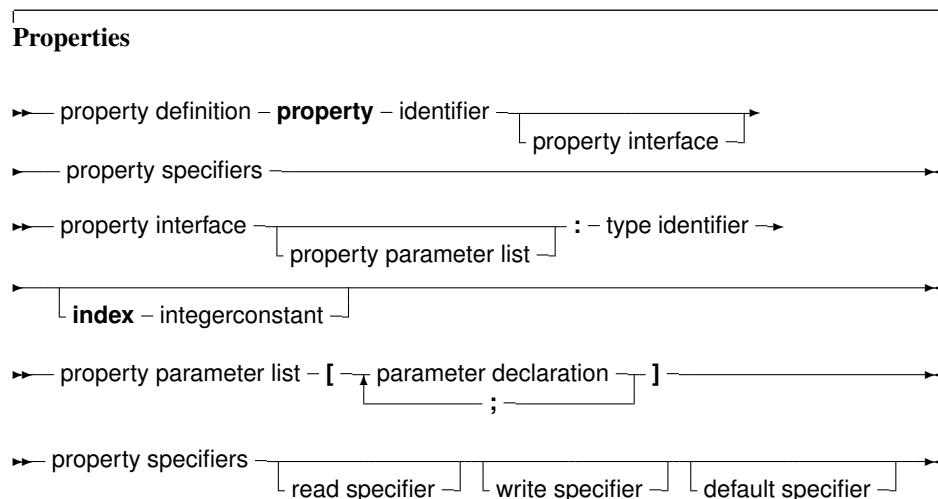 Properties
property definition – property – identifier
property interface
property specifiers
property interface : – type identifier
property parameter list
index – integerconstant
property parameter list – [ parameter declaration ]
;
property specifiers
read specifier write specifier default specifier